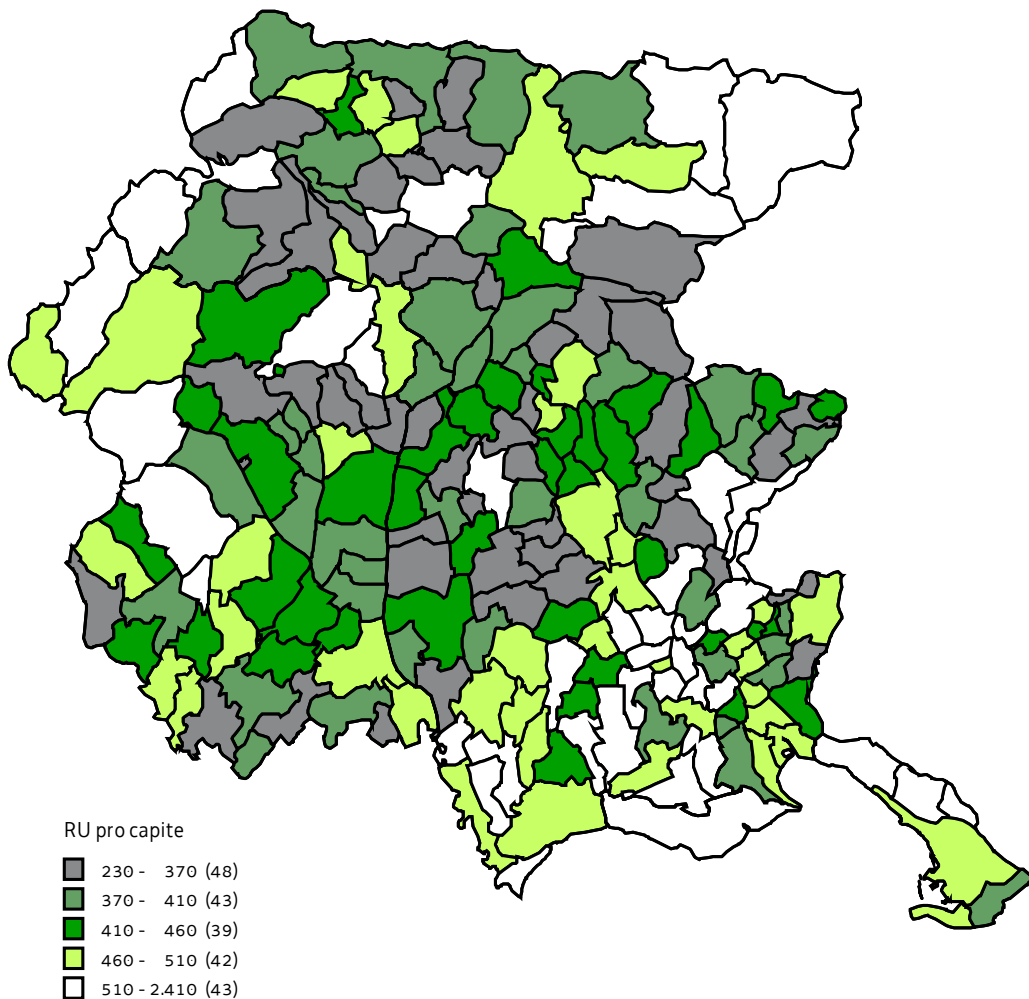 RU pro capite
230 - 370 (48)
370 - 410 (43)
410 - 460 (39)
460 - 510 (42)
510 - 2.410 (43)